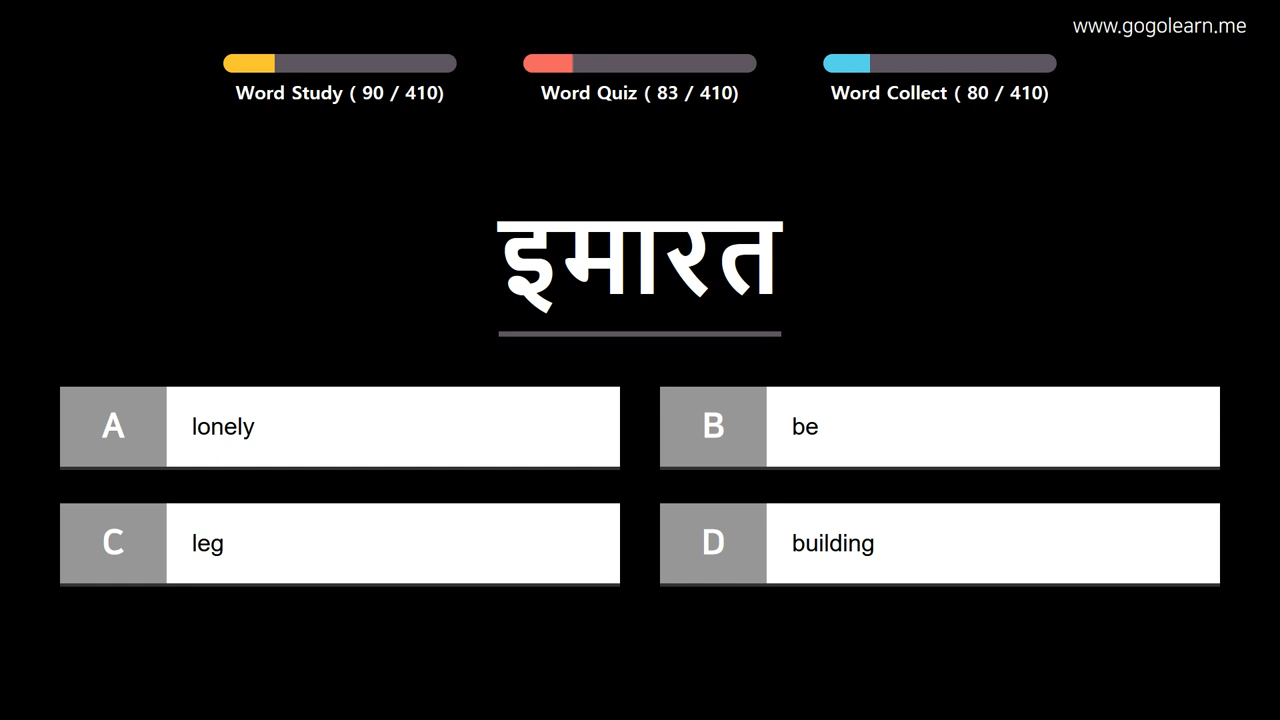 www.gogolearn.me
Word Study ( 90 / 410)
Word Quiz ( 83 / 410)
Word Collect ( 80 / 410)
इमारत
A lonely
B be
C leg
D building